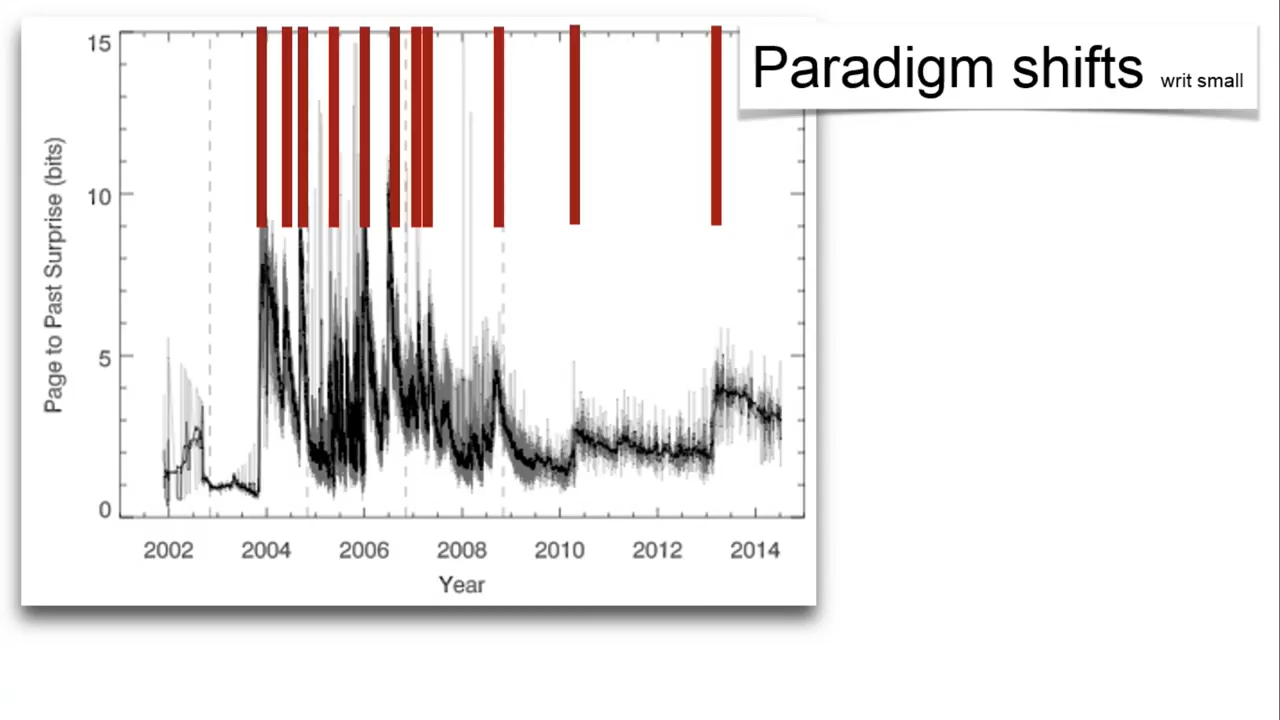 Paradigm shifts writ small
15
10
5
0
Page to Past Surprise (bits)
2002 2004 2006 2008 2010 2012 2014
Year